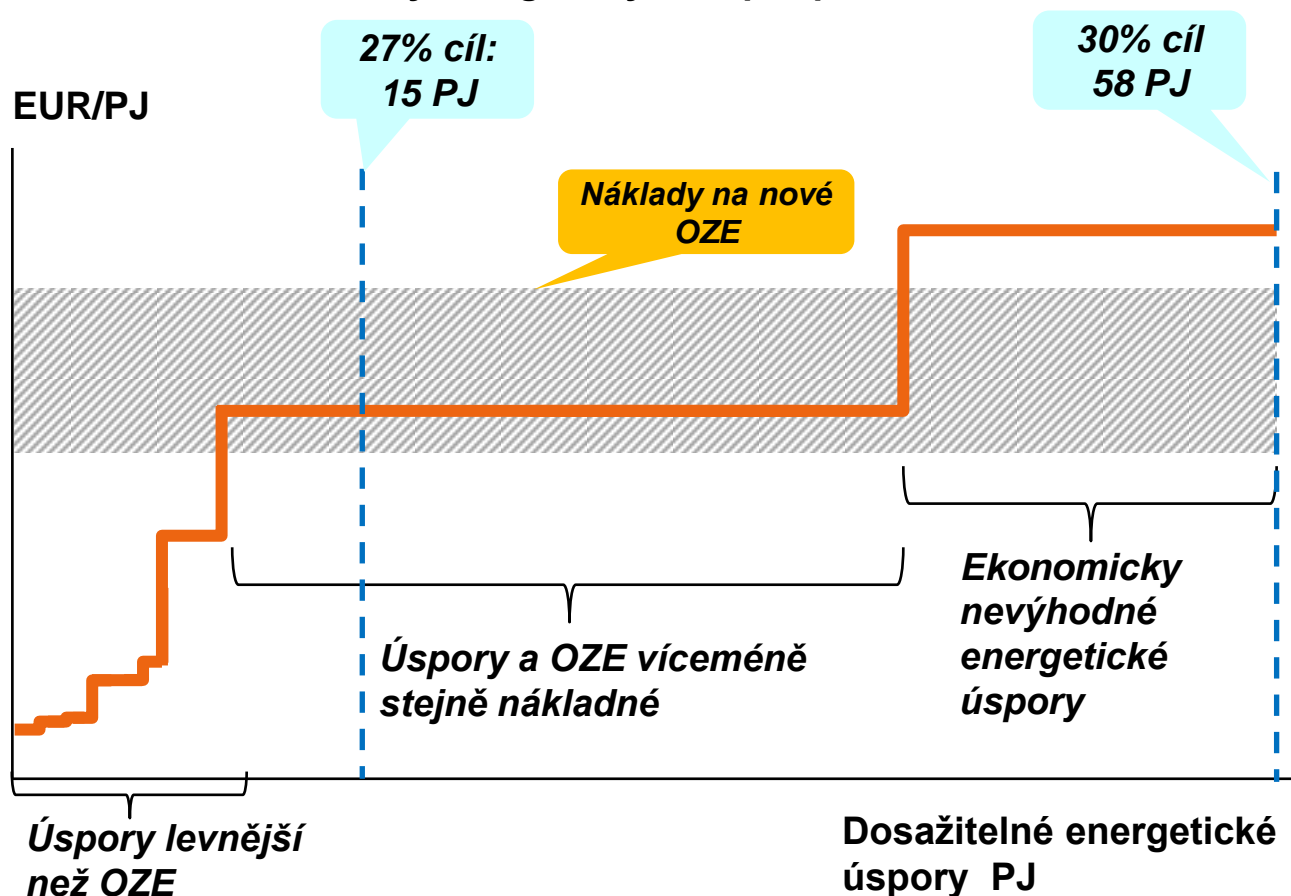 27% cíl:
15 PJ
30% cíl
58 PJ
EUR/PJ
Náklady na nové
OZE
Ekonomicky
nevýhodné
energetické
úspory
Úspory a OZE víceméně
stejně nákladné
Úspory levnější
než OZE
Dosažitelné energetické
úspory PJ